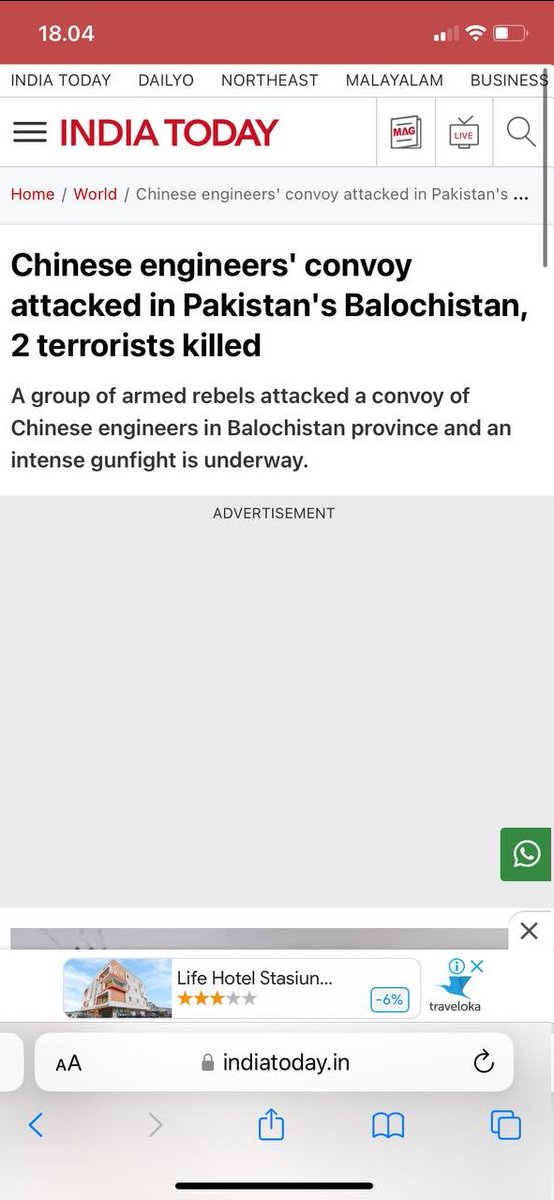 18.04
INDIA TODAY DAILYO NORTHEAST MALAYALAM BUSINESS
INDIA TODAY MAG LIVE
Home / World / Chinese engineers' convoy attacked in Pakistan's ...
Chinese engineers' convoy
attacked in Pakistan's Balochistan,
2 terrorists killed
A group of armed rebels attacked a convoy of
Chinese engineers in Balochistan province and an
intense gunfight is underway.
ADVERTISEMENT
Life Hotel Stasiun...
-6%
traveloka
AA indiatoday.in